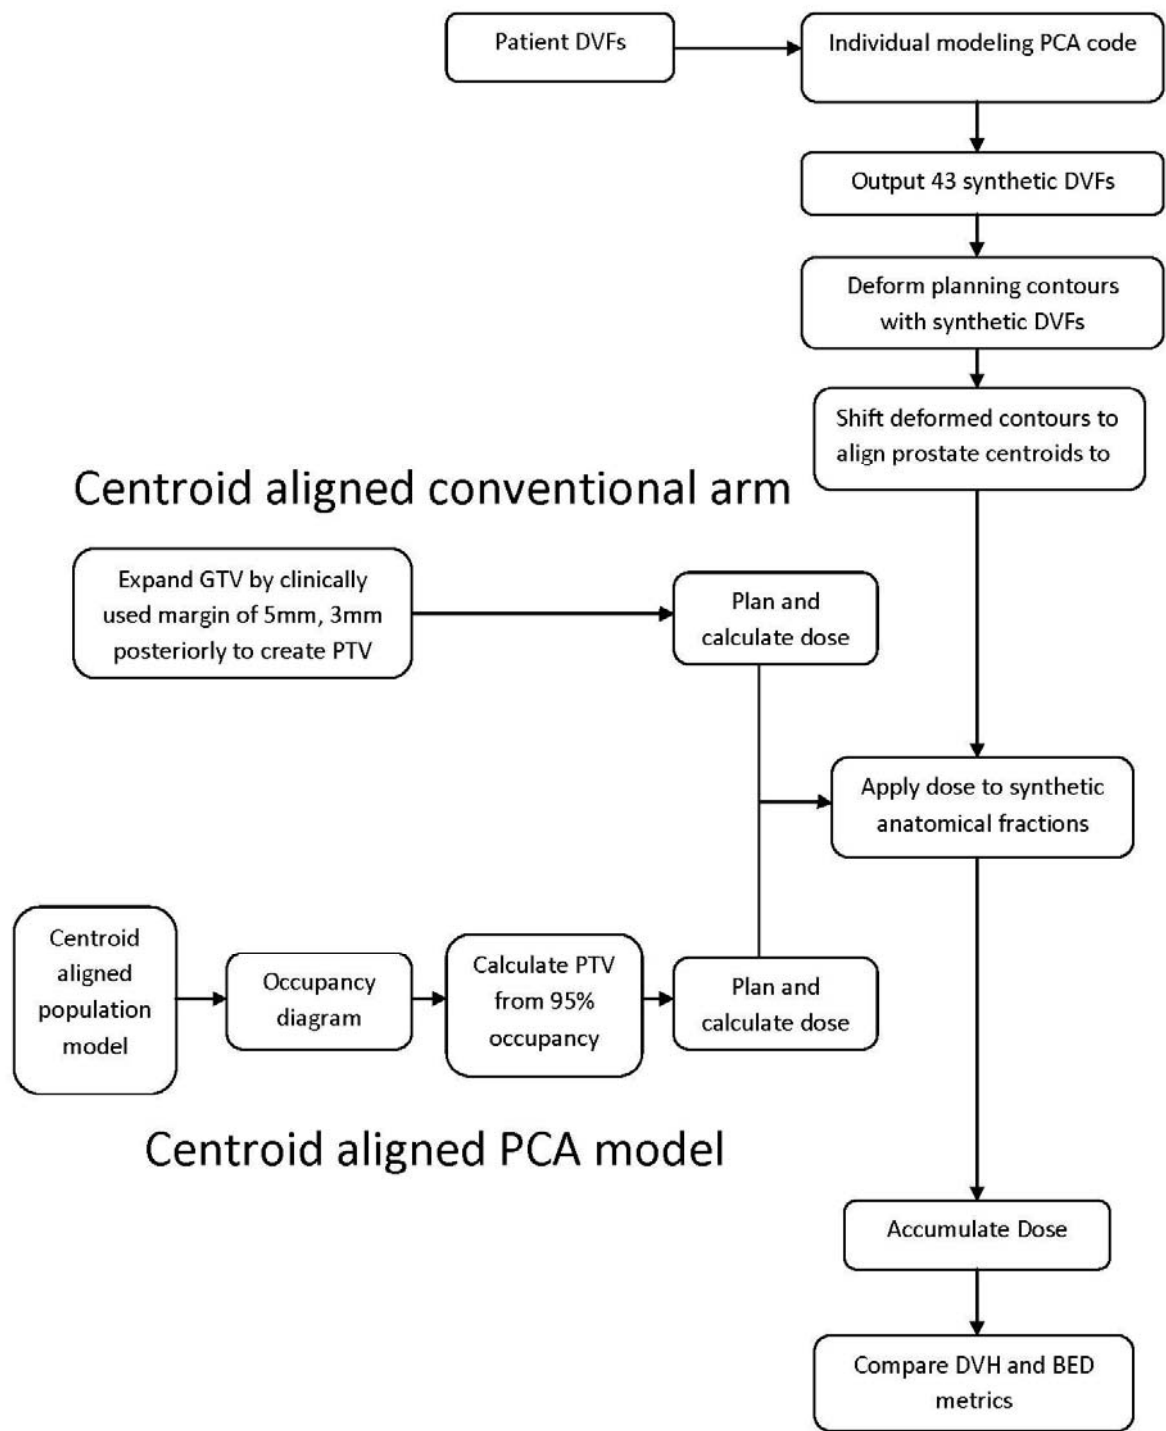 Patient DVFs
Individual modeling PCA code
Output 43 synthetic DVFs
Deform planning contours
with synthetic DVFs
Shift deformed contours to
align prostate centroids to
Centroid aligned conventional arm
Expand GTV by clinically
used margin of 5mm, 3mm
posteriorly to create PTV
Plan and
calculate dose
Apply dose to synthetic
anatomical fractions
Centroid
aligned
population
model
Occupancy
diagram
Calculate PTV
from 95%
occupancy
Plan and
calculate dose
Centroid aligned PCA model
Accumulate Dose
Compare DVH and BED
metrics